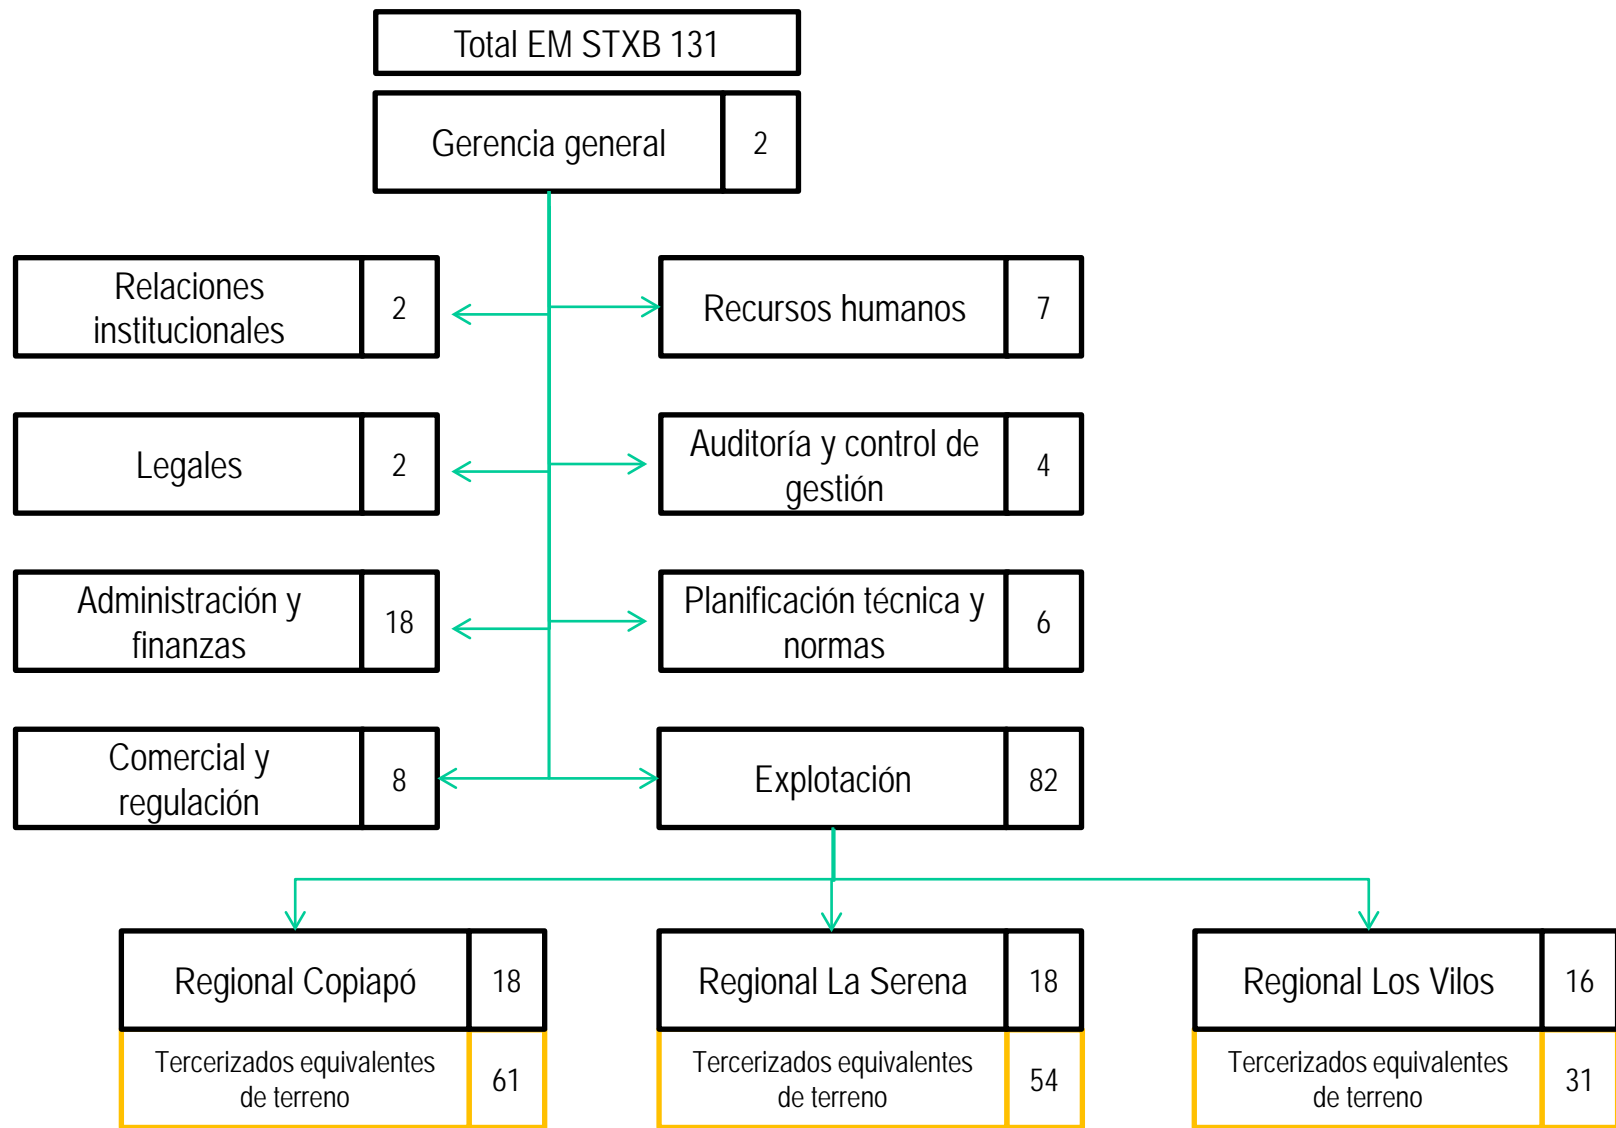 Total EM STXB 131
Gerencia general
2
Relaciones
institucionales
2
Recursos humanos
7
Legales
2
Auditoría y control de
gestión
4
Administración y
finanzas
18
Planificación técnica y
normas
6
Comercial y
regulación
8
Explotación
82
Regional Copiapó
18
Tercerizados equivalentes
de terreno
61
Regional La Serena
18
Tercerizados equivalentes
de terreno
54
Regional Los Vilos
16
Tercerizados equivalentes
de terreno
31